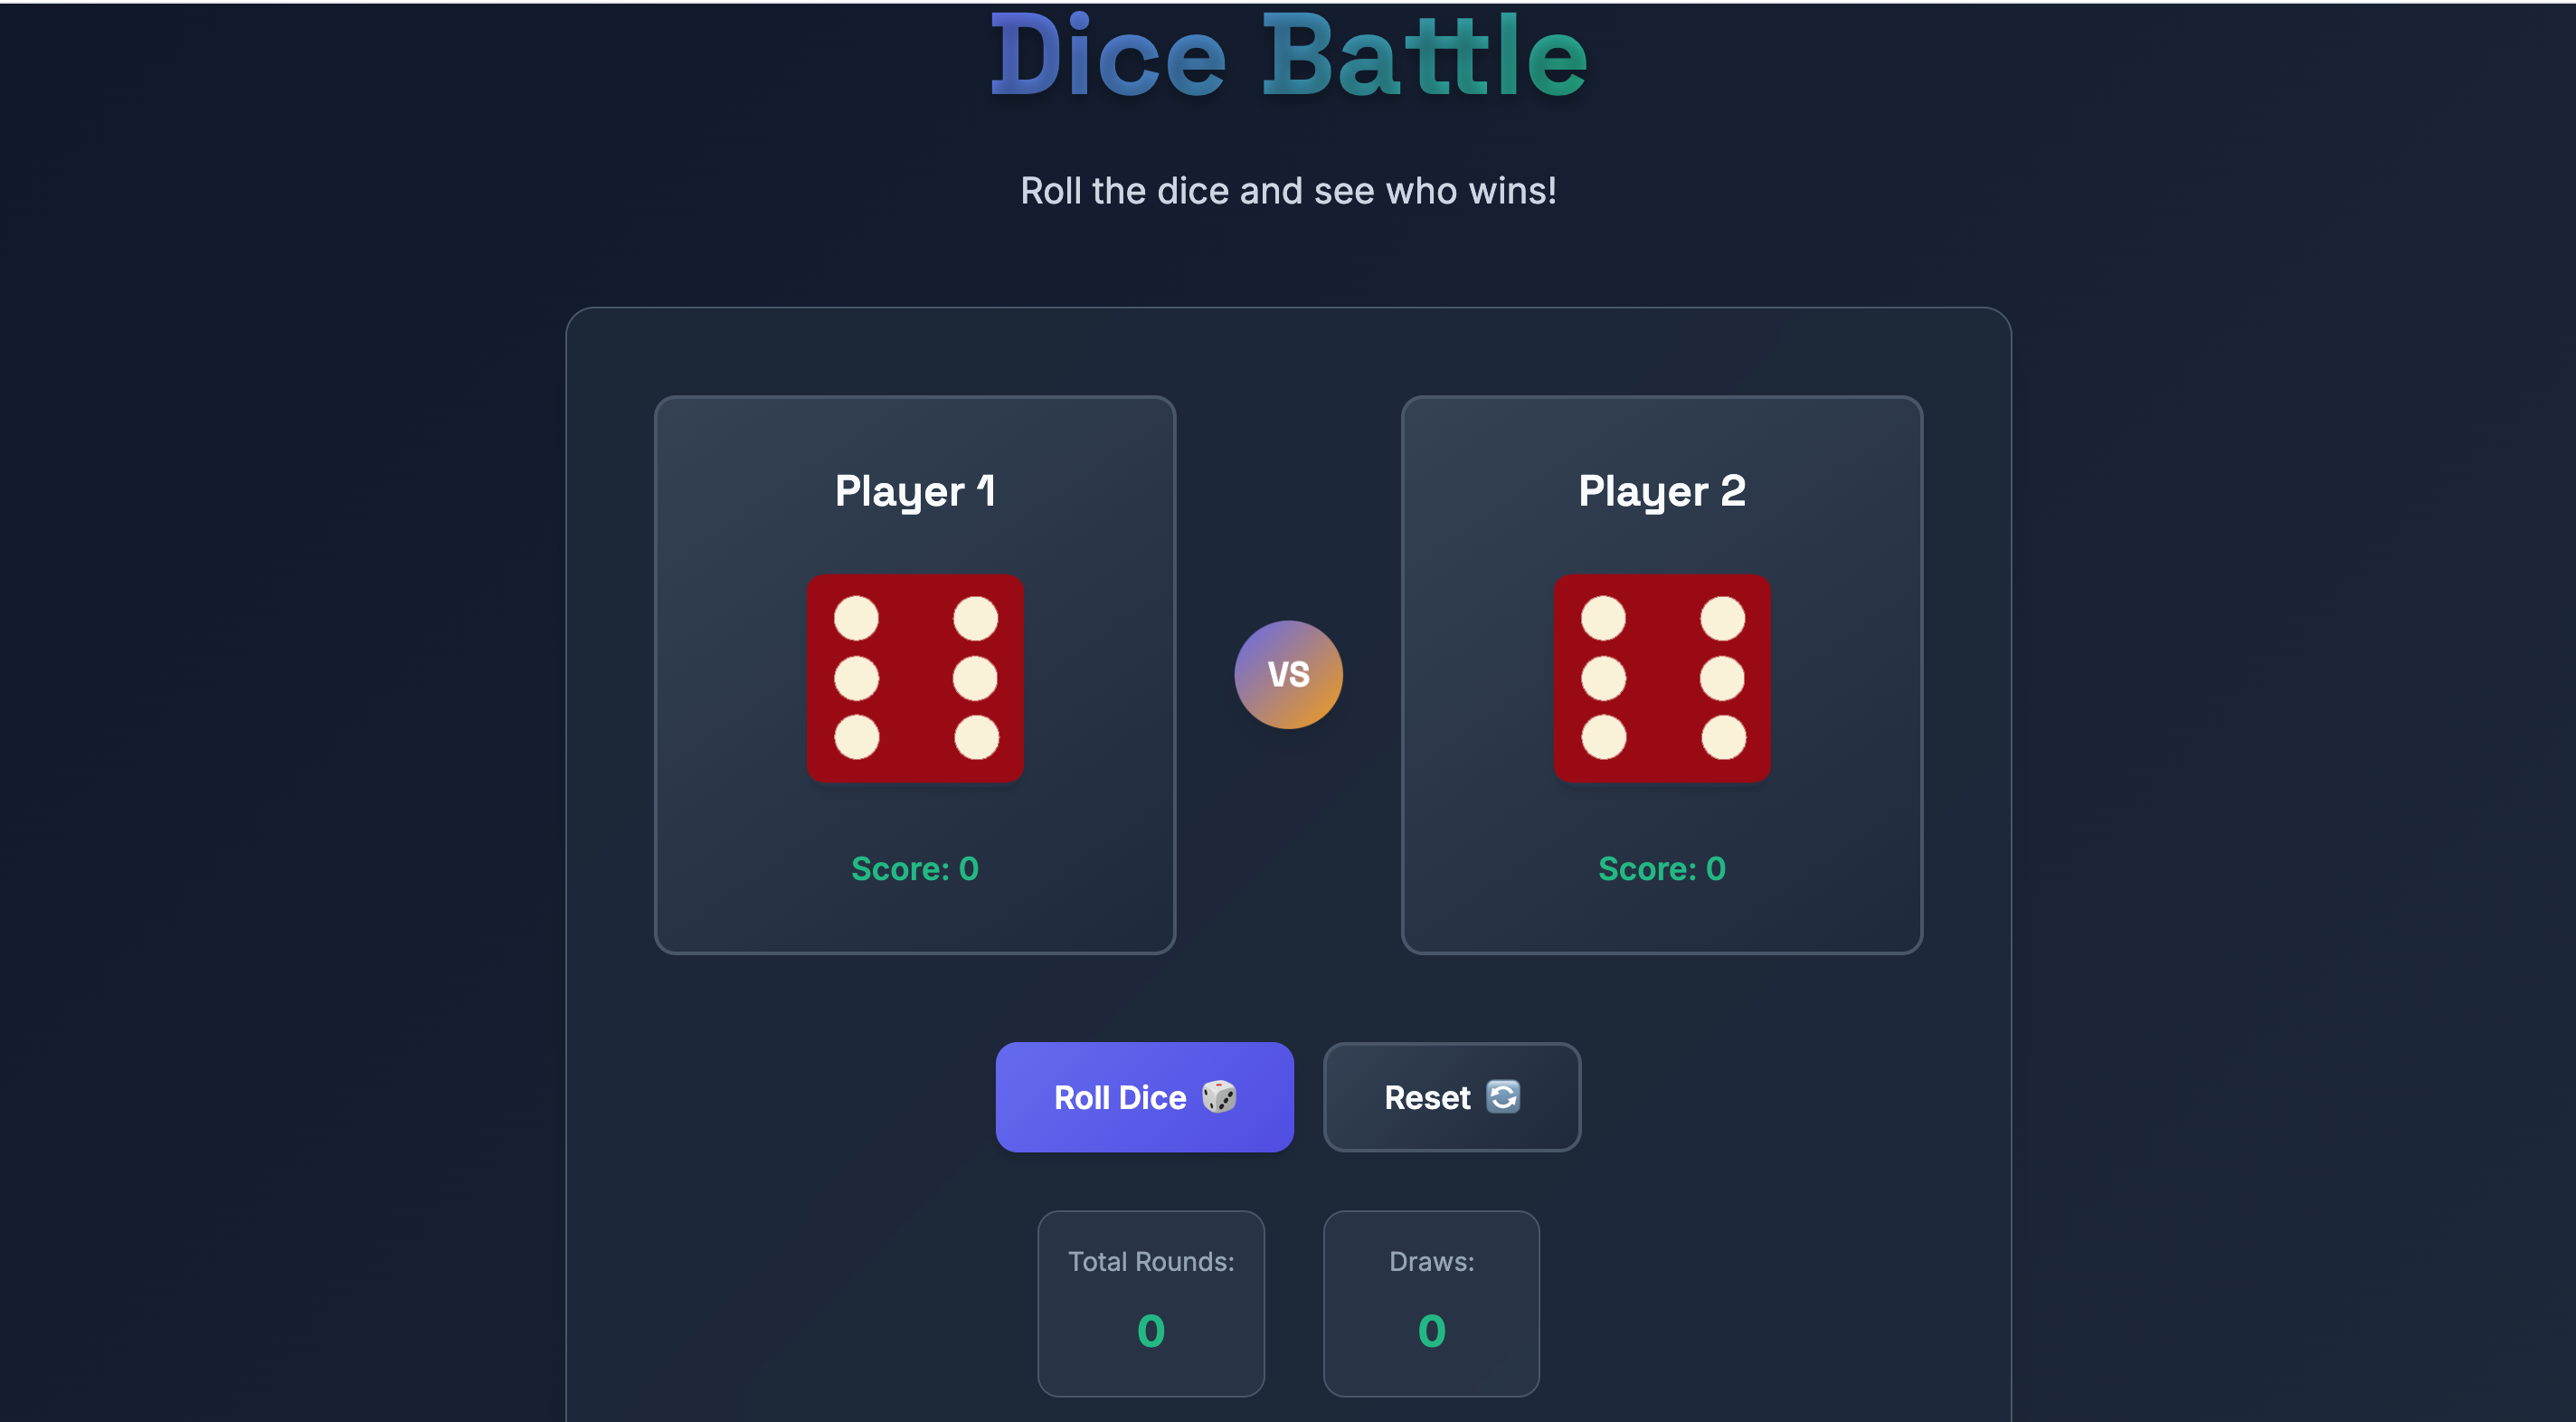 Dice Battle
Roll the dice and see who wins!
Player 1
Player 2
VS
Score: 0
Score: 0
Roll Dice 🎲
Reset 🔄
Total Rounds:
Draws:
0
0